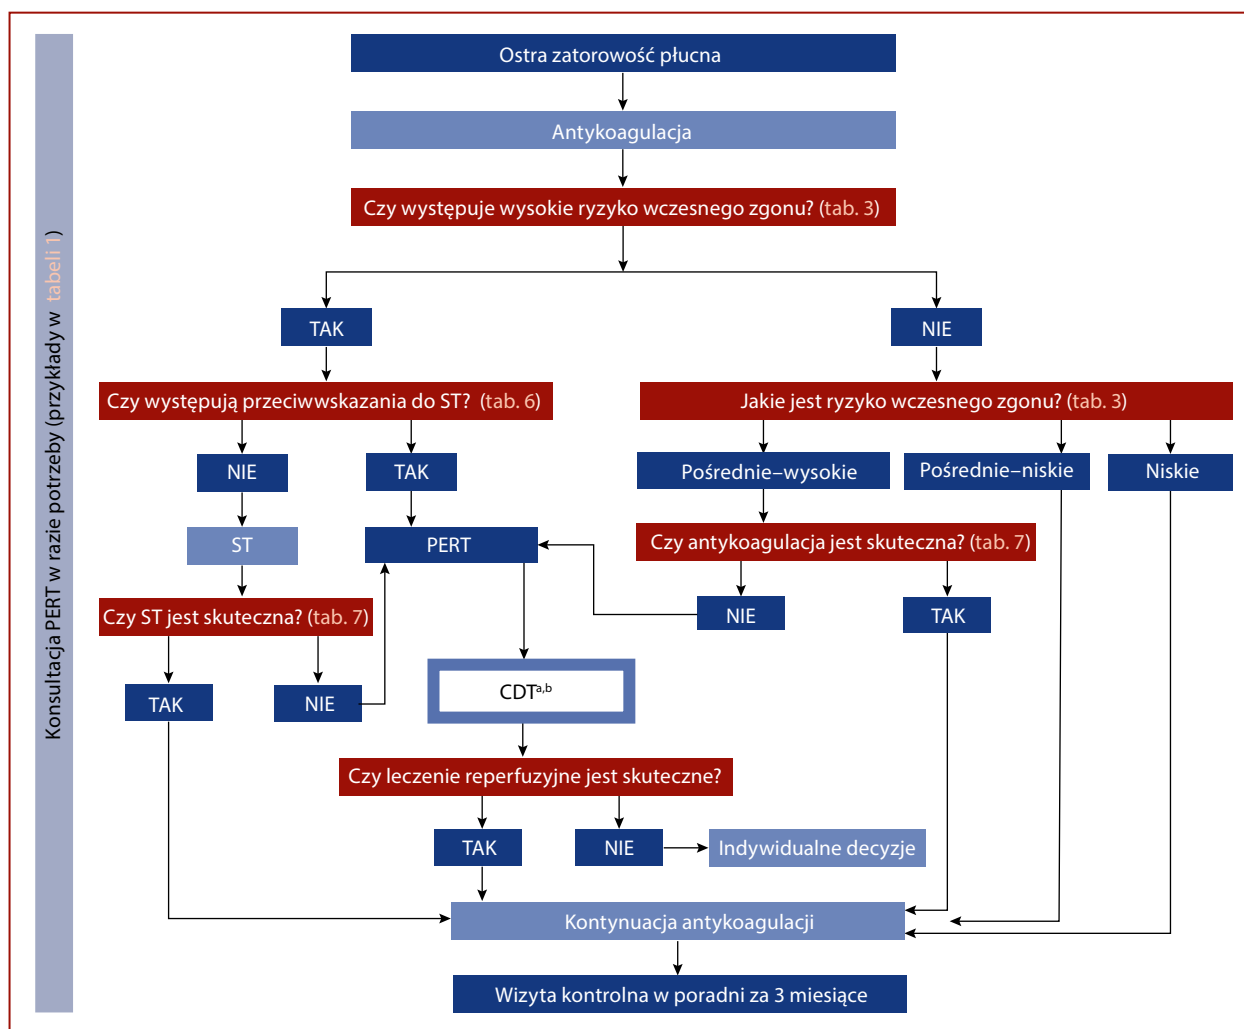 Konsultacja PERT w razie potrzeby (przykłady w tabeli 1)
Ostra zatorowość płucna
Antykoagulacja
Czy występuje wysokie ryzyko wczesnego zgonu? (tab. 3)
TAK
NIE
Czy występują przeciwwskazania do ST? (tab. 6)
Jakie jest ryzyko wczesnego zgonu? (tab. 3)
NIE
TAK
Pośrednie–wysokie
Pośrednie–niskie
Niskie
ST
PERT
Czy antykoagulacja jest skuteczna? (tab. 7)
Czy ST jest skuteczna? (tab. 7)
NIE
TAK
TAK
NIE
CDTa,b
Czy leczenie reperfuzyjne jest skuteczne?
TAK
NIE
Indywidualne decyzje
Kontynuacja antykoagulacji
Wizyta kontrolna w poradni za 3 miesiące